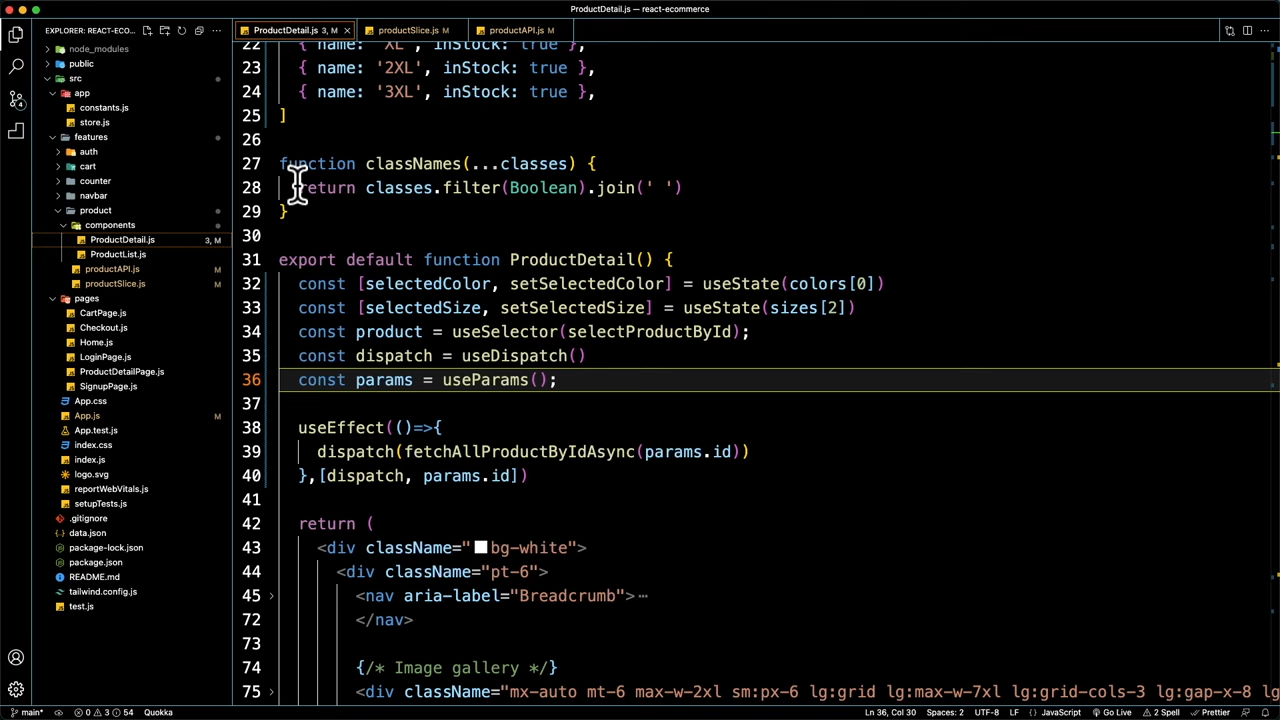 ProductDetail.js — react-ecommerce
EXPLORER: REACT-ECO...
node_modules
public
src
app
constants.js
store.js
features
auth
cart
counter
navbar
product
components
ProductDetail.js 3, M
ProductList.js
productAPI.js M
productSlice.js M
pages
CartPage.js
Checkout.js
Home.js
LoginPage.js
ProductDetailPage.js
SignupPage.js
App.css
App.js M
App.test.js
index.css
index.js
logo.svg
reportWebVitals.js
setupTests.js
.gitignore
data.json
package-lock.json
package.json
README.md
tailwind.config.js
test.js
4
ProductDetail.js 3, M
productSlice.js M
productAPI.js M
22 { name: 'XL', inStock: true },
23 { name: '2XL', inStock: true },
24 { name: '3XL', inStock: true },
25 ]
26
27 function classNames(...classes) {
28 return classes.filter(Boolean).join(' ')
29 }
30
31 export default function ProductDetail() {
32 const [selectedColor, setSelectedColor] = useState(colors[0])
33 const [selectedSize, setSelectedSize] = useState(sizes[2])
34 const product = useSelector(selectProductById);
35 const dispatch = useDispatch()
36 const params = useParams();
37
38 useEffect(()=>{
39 dispatch(fetchAllProductByIdAsync(params.id))
40 },[dispatch, params.id])
41
42 return (
43 <div className="bg-white">
44 <div className="pt-6">
45 <nav aria-label="Breadcrumb">⋯
72 </nav>
73
74 {/* Image gallery */}
75 <div className="mx-auto mt-6 max-w-2xl sm:px-6 lg:grid lg:max-w-7xl lg:grid-cols-3 lg:gap-x-8 lg
main* 0 3 54 Quokka
Ln 36, Col 30 Spaces: 2 UTF-8 LF {} JavaScript Go Live 2 Spell Prettier